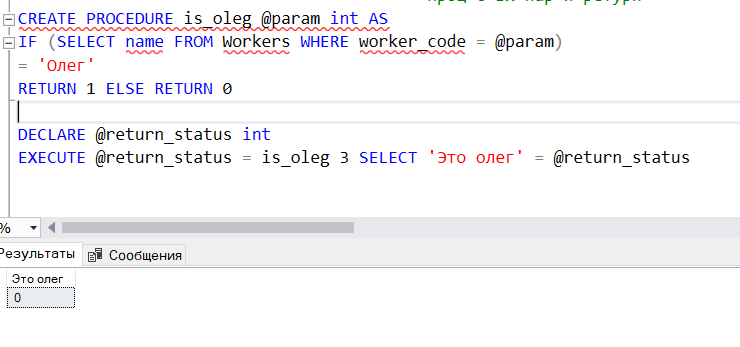 CREATE PROCEDURE is_oleg @param int AS
IF (SELECT name FROM Workers WHERE worker_code = @param)
= 'Олег'
RETURN 1 ELSE RETURN 0
DECLARE @return_status int
EXECUTE @return_status = is_oleg 3 SELECT 'Это олег' = @return_status
%
Результаты Сообщения
Это олег
0